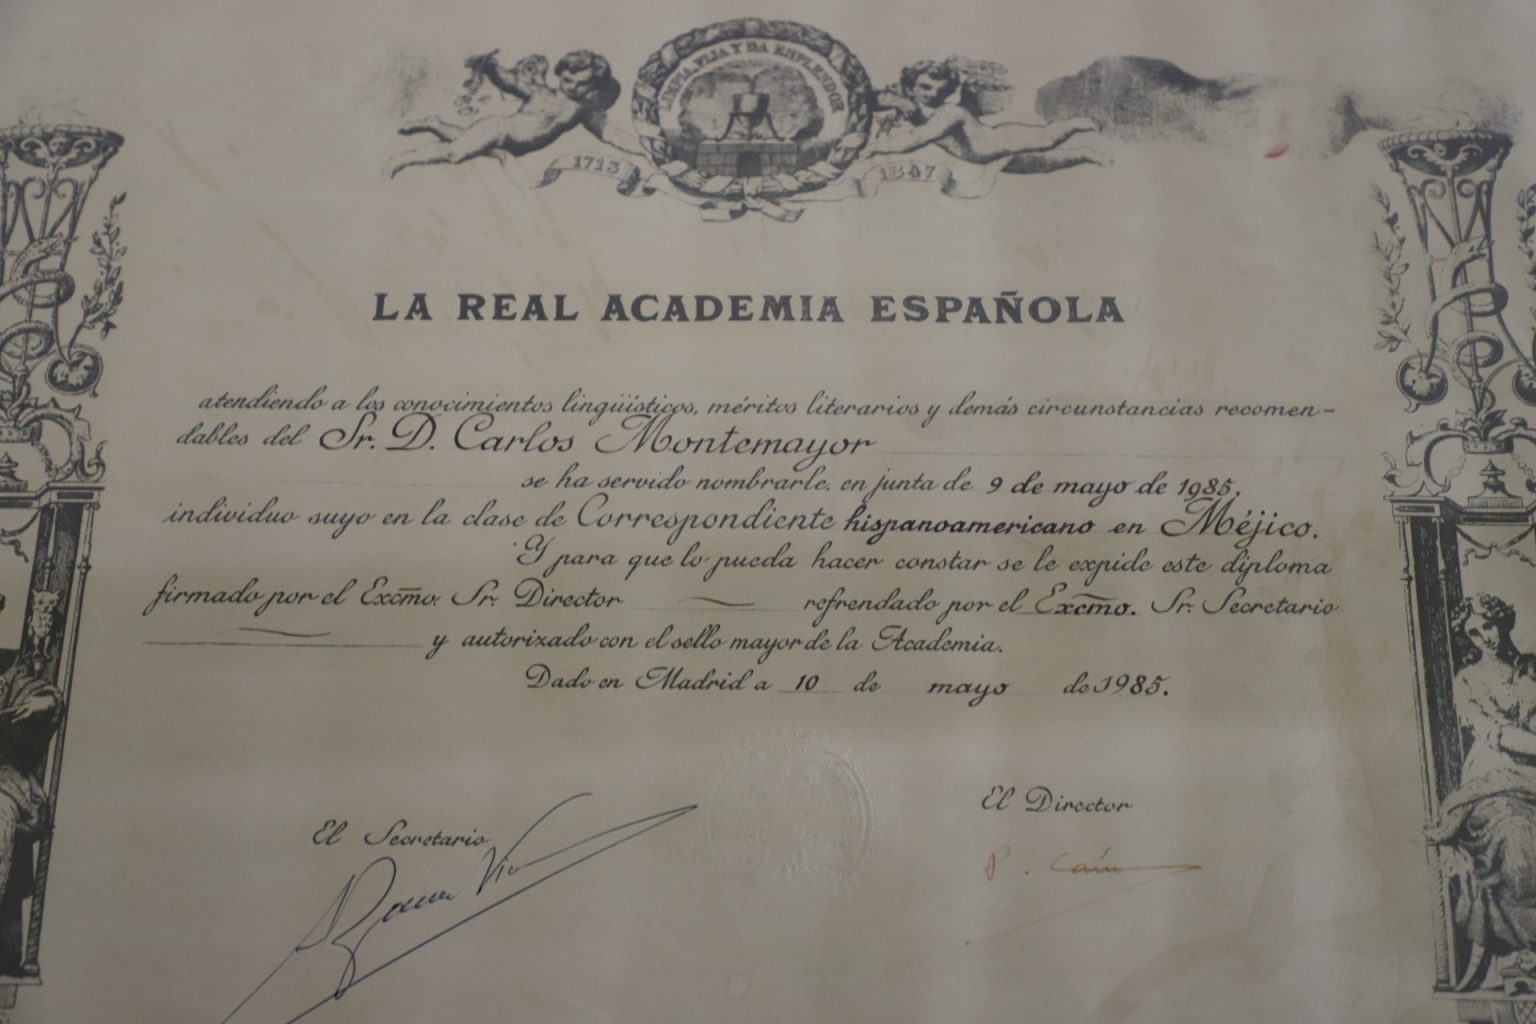 LIMPIA, FIJA Y DA ESPLENDOR
1713
1847
LA REAL ACADEMIA ESPAÑOLA
atendiendo a los conocimientos lingüísticos, méritos literarios y demás circunstancias recomen-
dables del Sr. D. Carlos Montemayor
se ha servido nombrarle, en junta de 9 de mayo de 1985,
individuo suyo en la clase de Correspondiente hispanoamericano en Méjico.
Y para que lo pueda hacer constar se le expide este diploma
firmado por el Excmo. Sr. Director refrendado por el Excmo. Sr. Secretario
y autorizado con el sello mayor de la Academia.
Dado en Madrid a 10 de mayo de 1985.
El Director
El Secretario